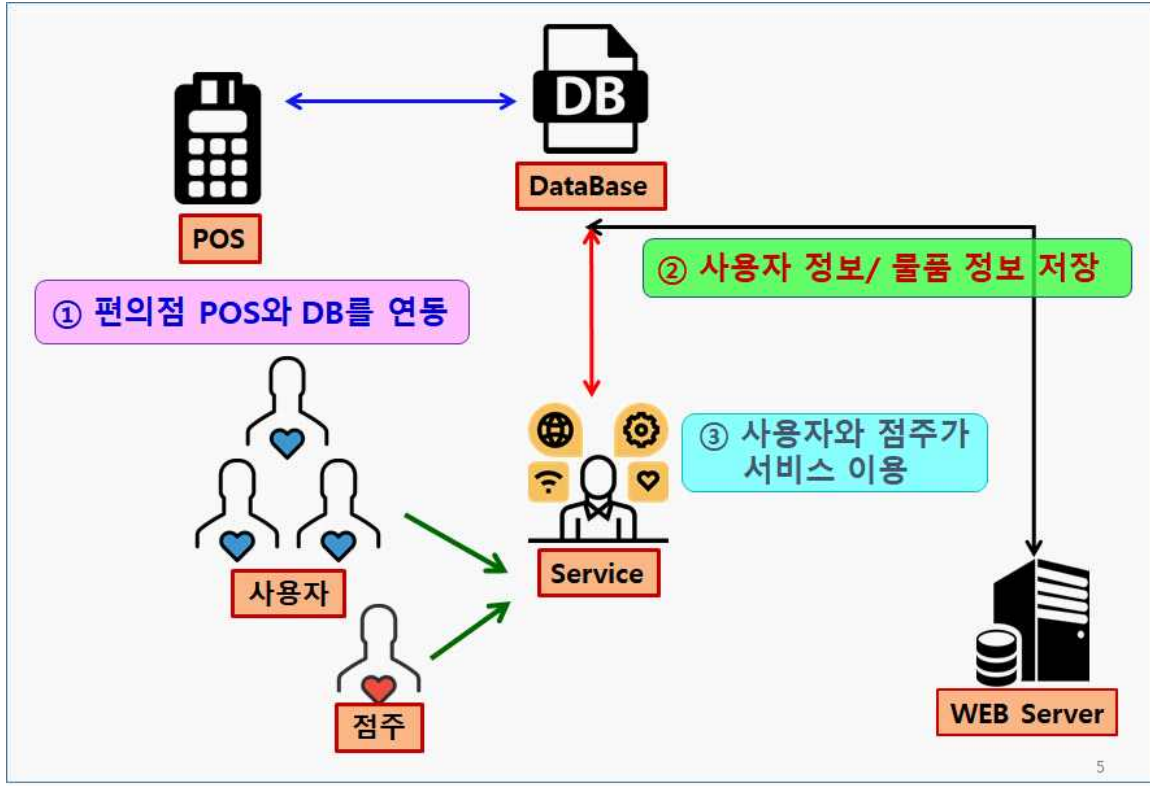 DB
DataBase
POS
② 사용자 정보/ 물품 정보 저장
① 편의점 POS와 DB를 연동
③ 사용자와 점주가
서비스 이용
Service
사용자
점주
WEB Server
5